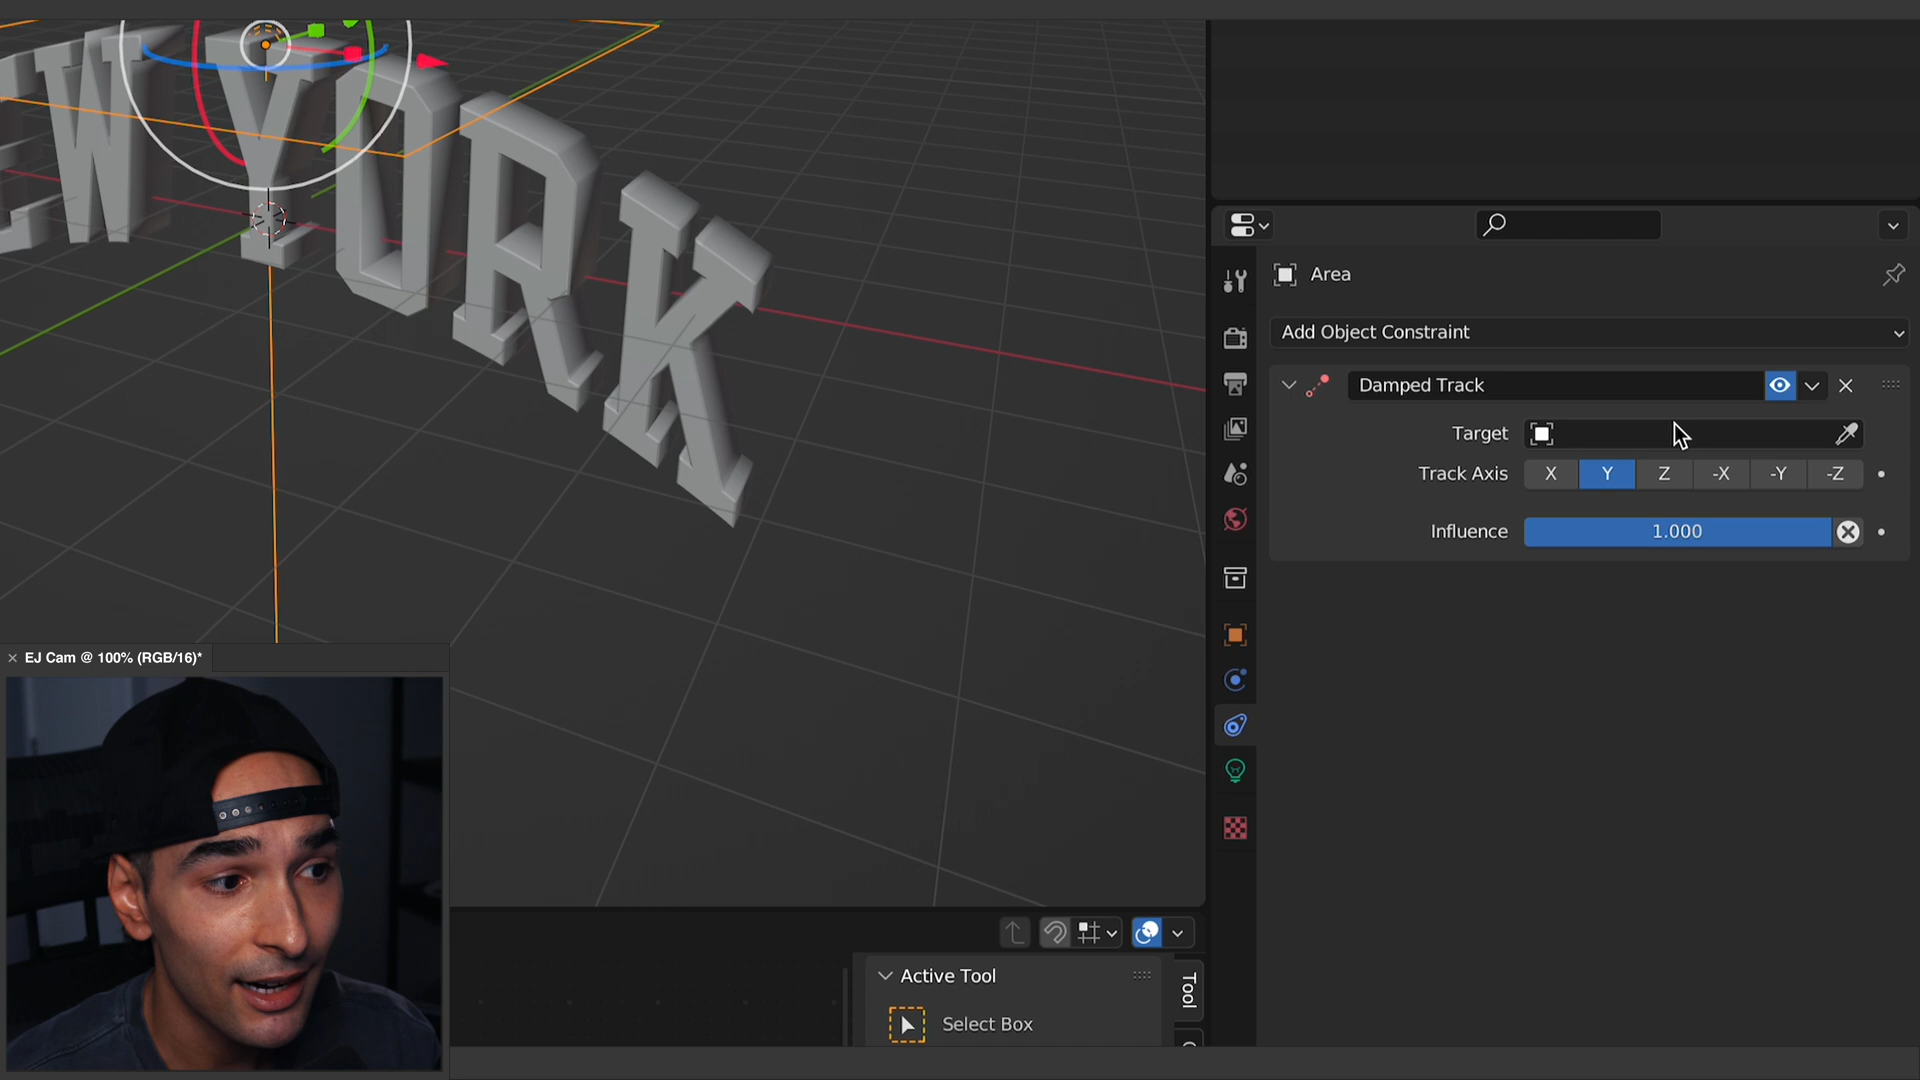 EW YORK
Area
Add Object Constraint
Damped Track
Target
Track Axis X Y Z -X -Y -Z
Influence 1.000
EJ Cam @ 100% (RGB/16)*
Active Tool
Tool
Select Box